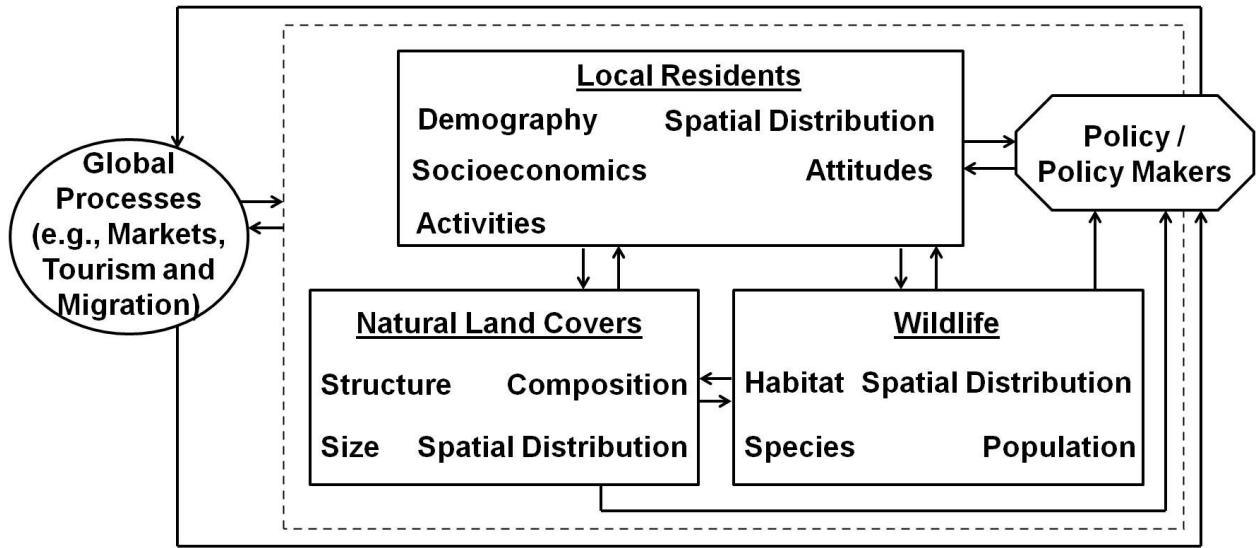 Local Residents
Demography Spatial Distribution
Socioeconomics Attitudes
Activities
Policy /
Policy Makers
Global
Processes
(e.g., Markets,
Tourism and
Migration)
Natural Land Covers
Structure Composition
Size Spatial Distribution
Wildlife
Habitat Spatial Distribution
Species Population